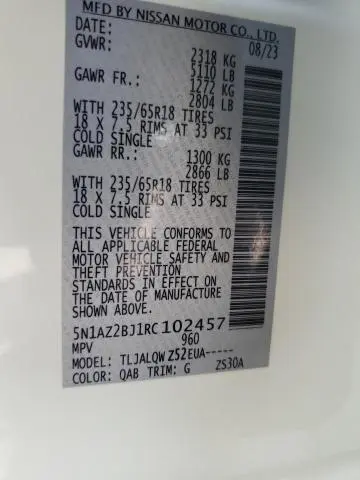 MFD BY NISSAN MOTOR CO., LTD.
DATE: 08/23
GVWR: 2318 KG
5110 LB
GAWR FR.: 1272 KG
2804 LB
WITH 235/65R18 TIRES
18 X 7.5 RIMS AT 33 PSI
COLD SINGLE
GAWR RR.: 1300 KG
2866 LB
WITH 235/65R18 TIRES
18 X 7.5 RIMS AT 33 PSI
COLD SINGLE
THIS VEHICLE CONFORMS TO
ALL APPLICABLE FEDERAL
MOTOR VEHICLE SAFETY AND
THEFT PREVENTION
STANDARDS IN EFFECT ON
THE DATE OF MANUFACTURE
SHOWN ABOVE.
5N1AZ2BJ1RC102457
MPV 960
MODEL: TLJALQWZ52EUA-----
COLOR: QAB TRIM: G ZS30A